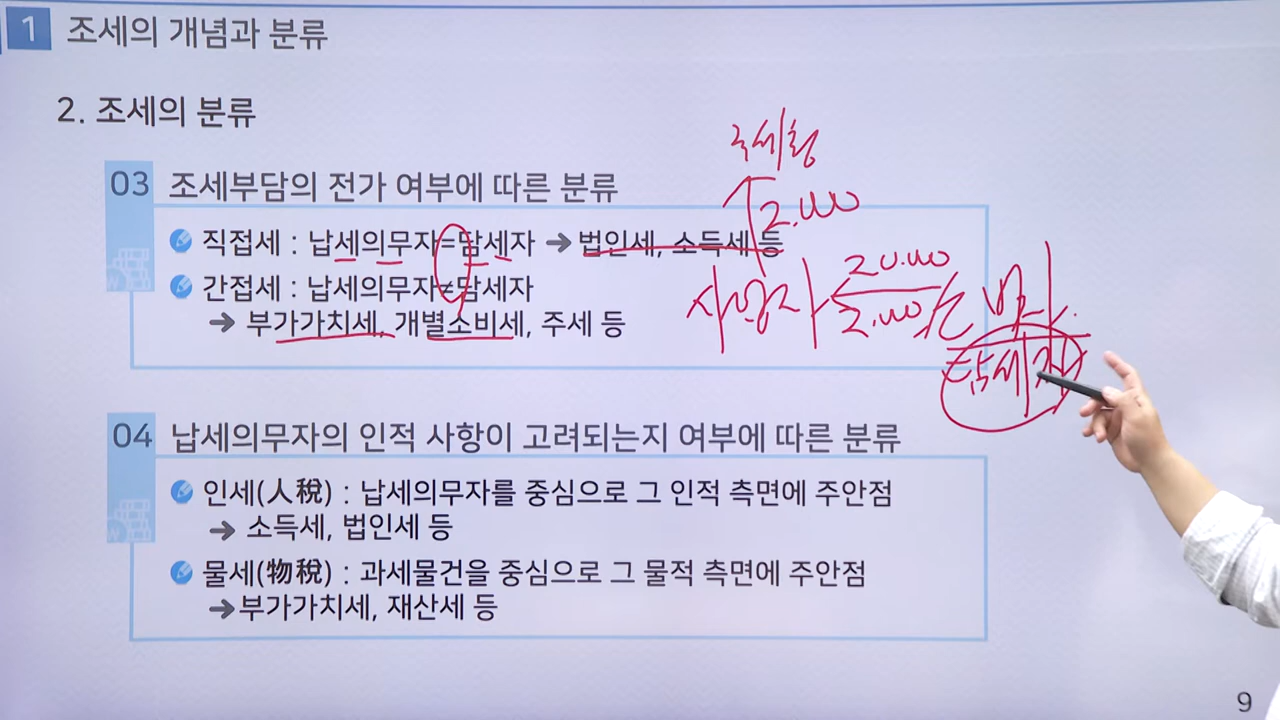 1 조세의 개념과 분류
2. 조세의 분류
03 조세부담의 전가 여부에 따른 분류
직접세 : 납세의무자=담세자 → 법인세, 소득세 등
간접세 : 납세의무자≠담세자
→ 부가가치세, 개별소비세, 주세 등
국세청
2.000
사업자
20.000
2.000
담세자
04 납세의무자의 인적 사항이 고려되는지 여부에 따른 분류
인세(人稅) : 납세의무자를 중심으로 그 인적 측면에 주안점
→ 소득세, 법인세 등
물세(物稅) : 과세물건을 중심으로 그 물적 측면에 주안점
→부가가치세, 재산세 등
9